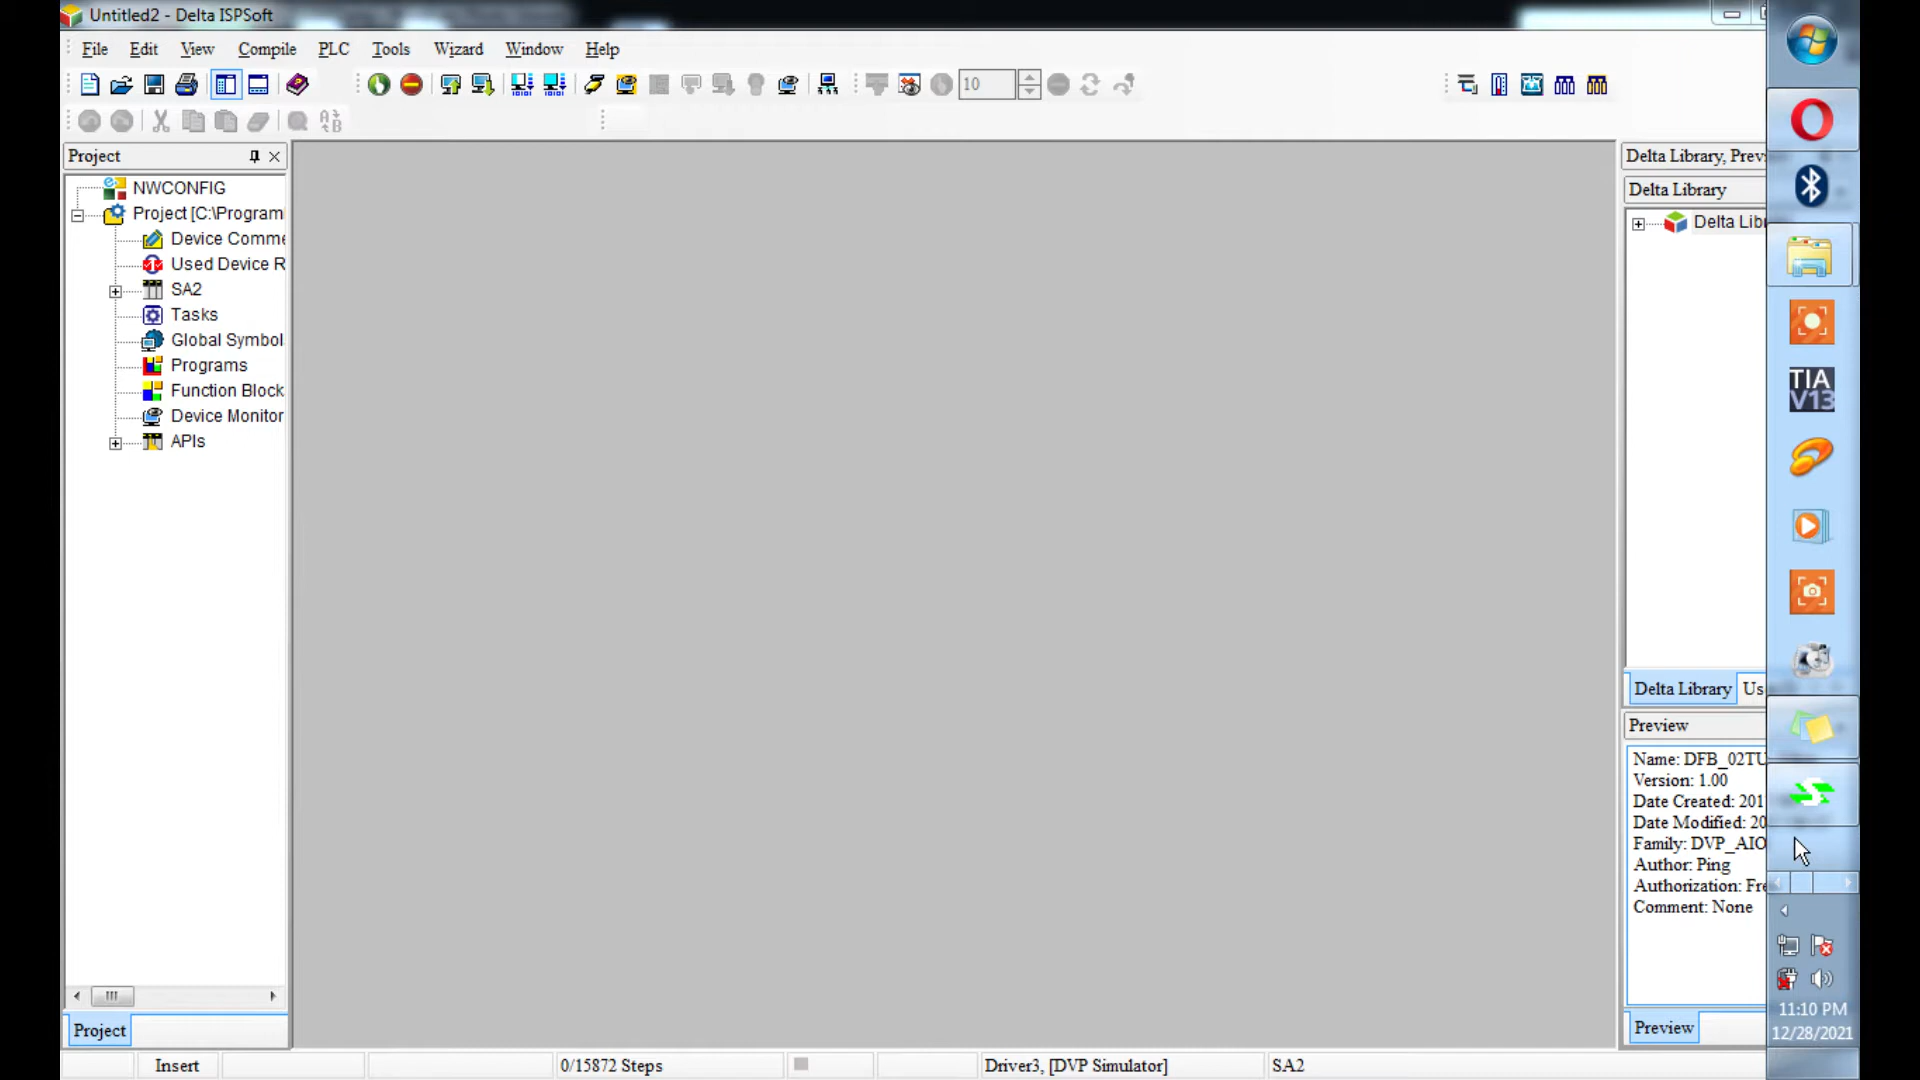 Untitled2 - Delta ISPSoft
File Edit View Compile PLC Tools Wizard Window Help
10
Project
NWCONFIG
Project [C:\Program
Device Comme
Used Device R
SA2
Tasks
Global Symbol
Programs
Function Block
Device Monitor
APIs
Project
Delta Library, Prev
Delta Library
Delta Libr
Delta Library Us
Preview
Name: DFB_02TU
Version: 1.00
Date Created: 201
Date Modified: 20
Family: DVP_AIO
Author: Ping
Authorization: Fre
Comment: None
Preview
TIA
V13
11:10 PM
12/28/2021
Insert 0/15872 Steps Driver3, [DVP Simulator] SA2